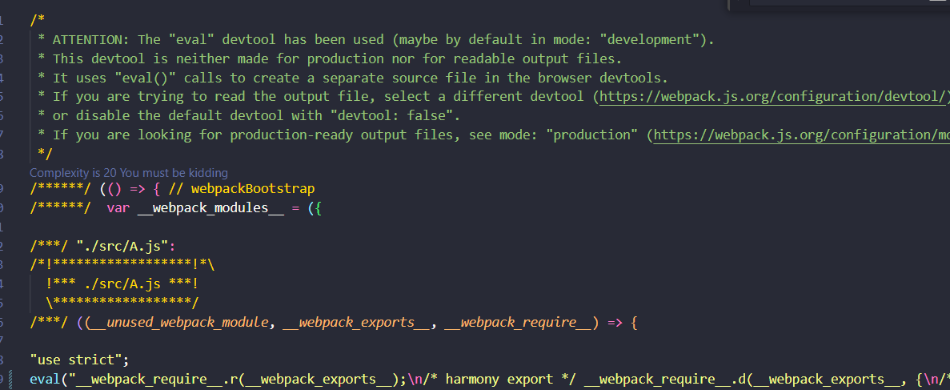 /*
* ATTENTION: The "eval" devtool has been used (maybe by default in mode: "development").
* This devtool is neither made for production nor for readable output files.
* It uses "eval()" calls to create a separate source file in the browser devtools.
* If you are trying to read the output file, select a different devtool (https://webpack.js.org/configuration/devtool/)
* or disable the default devtool with "devtool: false".
* If you are looking for production-ready output files, see mode: "production" (https://webpack.js.org/configuration/mo
*/
Complexity is 20 You must be kidding
/******/ (() => { // webpackBootstrap
/******/ var __webpack_modules__ = ({
/***/ "./src/A.js":
/*!******************!*\
!*** ./src/A.js ***!
\******************/
/***/ ((__unused_webpack_module, __webpack_exports__, __webpack_require__) => {
"use strict";
eval("__webpack_require__.r(__webpack_exports__);\n/* harmony export */ __webpack_require__.d(__webpack_exports__, {\n/*